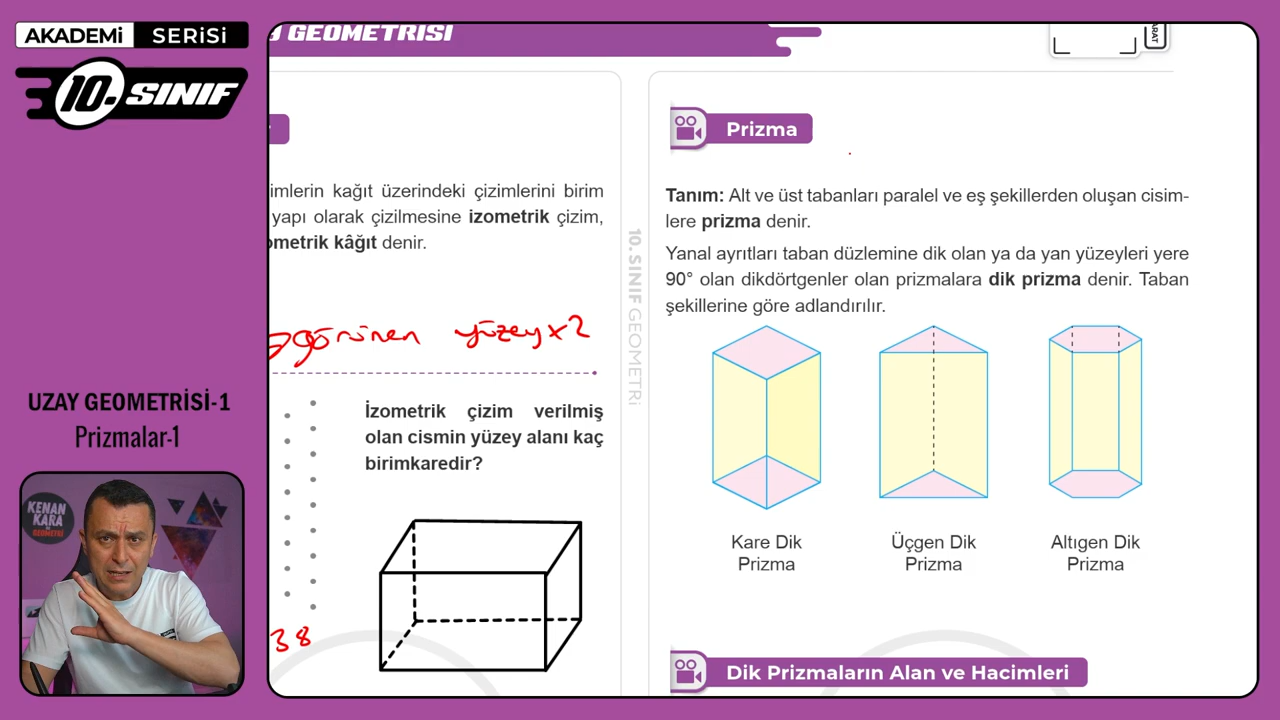 AKADEMİ SERİSİ
10. SINIF
UZAY GEOMETRİSİ-1
Prizmalar-1
KENAN
KARA
GEOMETRİ
GEOMETRISI
imlerin kağıt üzerindeki çizimlerini birim
yapı olarak çizilmesine izometrik çizim,
ometrik kâğıt denir.
görünen yüzey x 2
İzometrik çizim verilmiş
olan cismin yüzey alanı kaç
birimkaredir?
38
10. SINIF GEOMETRİ
Prizma
Tanım: Alt ve üst tabanları paralel ve eş şekillerden oluşan cisim-
lere prizma denir.
Yanal ayrıtları taban düzlemine dik olan ya da yan yüzeyleri yere
90° olan dikdörtgenler olan prizmalara dik prizma denir. Taban
şekillerine göre adlandırılır.
Kare Dik
Prizma
Üçgen Dik
Prizma
Altıgen Dik
Prizma
Dik Prizmaların Alan ve Hacimleri